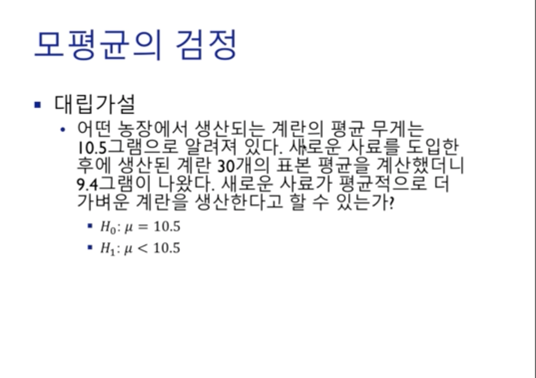 모평균의 검정
▪ 대립가설
• 어떤 농장에서 생산되는 계란의 평균 무게는
10.5그램으로 알려져 있다. 새로운 사료를 도입한
후에 생산된 계란 30개의 표본 평균을 계산했더니
9.4그램이 나왔다. 새로운 사료가 평균적으로 더
가벼운 계란을 생산한다고 할 수 있는가?
▪ H₀: μ = 10.5
▪ H₁: μ < 10.5